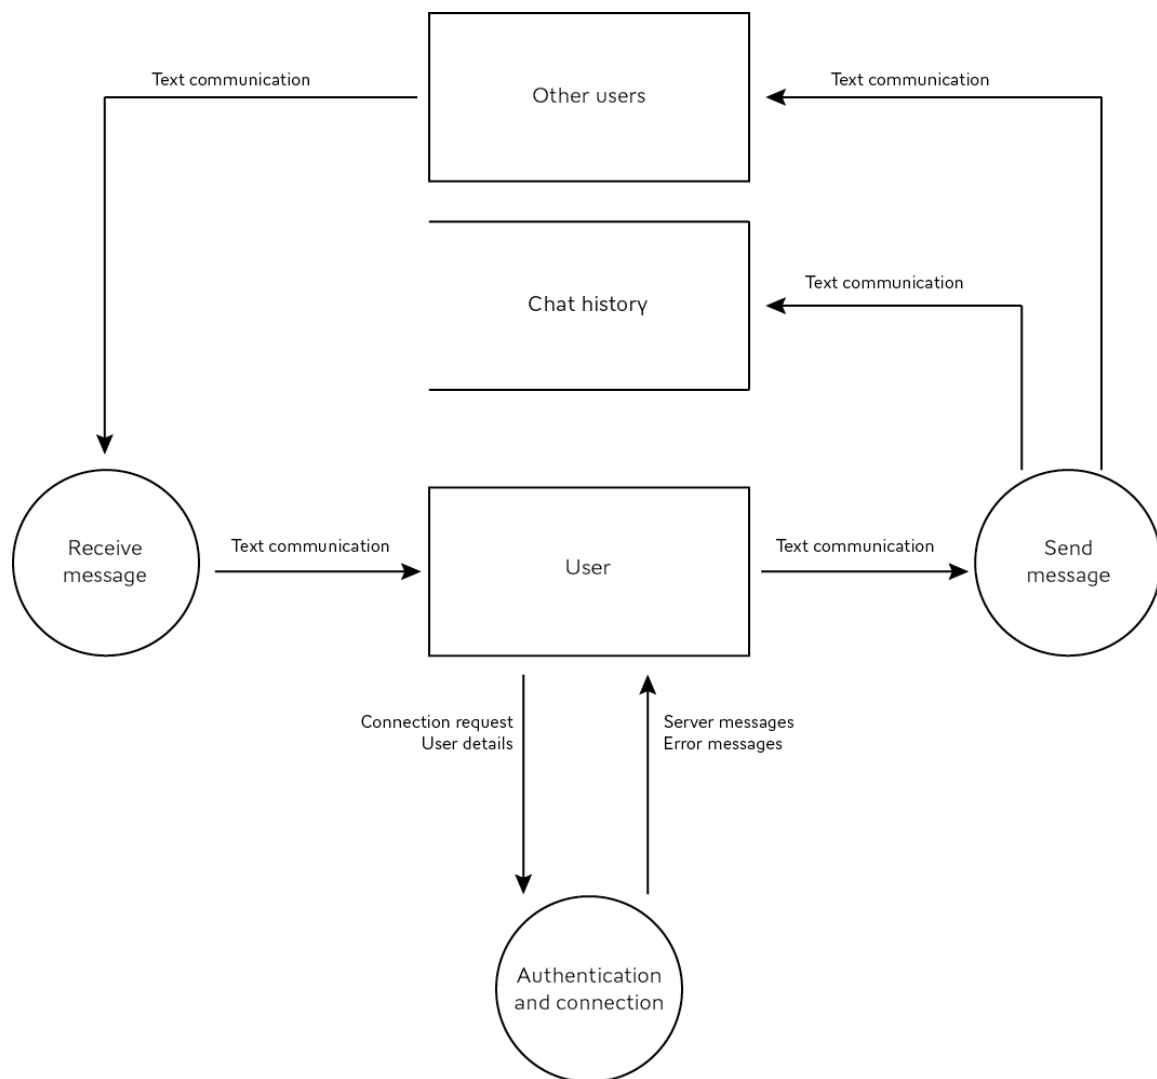 Text communication
Other users
Text communication
Chat history
Text communication
Receive
message
Text communication
User
Text communication
Send
message
Connection request
User details
Server messages
Error messages
Authentication
and connection